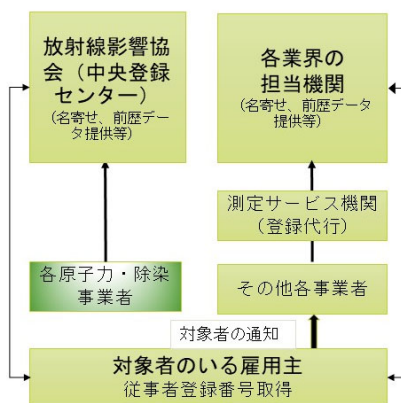 放射線影響協
会（中央登録
センター）
（名寄せ、前歴デー
タ提供等）
各業界の
担当機関
（名寄せ、前歴データ
提供等）
測定サービス機関
（登録代行）
各原子力・除染
事業者
その他各事業者
対象者の通知
対象者のいる雇用主
従事者登録番号取得